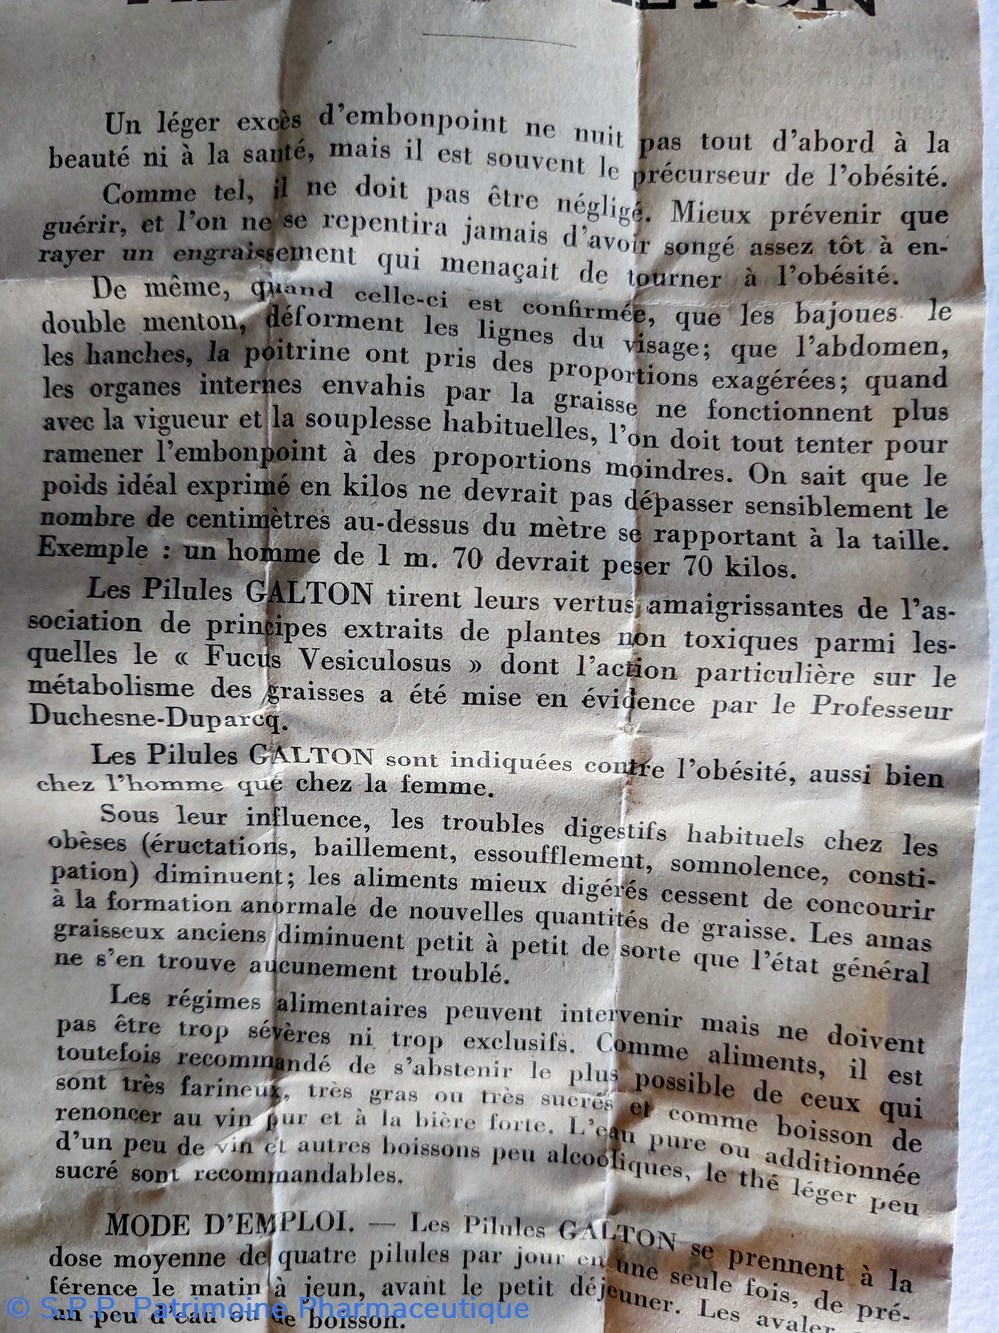 GALTON
Un léger excès d'embonpoint ne nuit pas tout d'abord à la
beauté ni à la santé, mais il est souvent le précurseur de l'obésité.
Comme tel, il ne doit pas être négligé. Mieux prévenir que
guérir, et l'on ne se repentira jamais d'avoir songé assez tôt à en-
rayer un engraissement qui menaçait de tourner à l'obésité.
De même, quand celle-ci est confirmée, que les bajoues le
double menton, déforment les lignes du visage; que l'abdomen,
les hanches, la poitrine ont pris des proportions exagérées; quand
les organes internes envahis par la graisse ne fonctionnent plus
avec la vigueur et la souplesse habituelles, l'on doit tout tenter pour
ramener l'embonpoint à des proportions moindres. On sait que le
poids idéal exprimé en kilos ne devrait pas dépasser sensiblement le
nombre de centimètres au-dessus du mètre se rapportant à la taille.
Exemple : un homme de 1 m. 70 devrait peser 70 kilos.
Les Pilules GALTON tirent leurs vertus amaigrissantes de l'as-
sociation de principes extraits de plantes non toxiques parmi les-
quelles le « Fucus Vesiculosus » dont l'action particulière sur le
métabolisme des graisses a été mise en évidence par le Professeur
Duchesne-Duparcq.
Les Pilules GALTON sont indiquées contre l'obésité, aussi bien
chez l'homme que chez la femme.
Sous leur influence, les troubles digestifs habituels chez les
obèses (éructations, baillement, essoufflement, somnolence, consti-
pation) diminuent; les aliments mieux digérés cessent de concourir
à la formation anormale de nouvelles quantités de graisse. Les amas
graisseux anciens diminuent petit à petit de sorte que l'état général
ne s'en trouve aucunement troublé.
Les régimes alimentaires peuvent intervenir mais ne doivent
pas être trop sévères ni trop exclusifs. Comme aliments, il est
toutefois recommandé de s'abstenir le plus possible de ceux qui
sont très farineux, très gras ou très sucrés et comme boisson de
renoncer au vin pur et à la bière forte. L'eau pure ou additionnée
d'un peu de vin et autres boissons peu alcooliques, le thé léger peu
sucré sont recommandables.
MODE D'EMPLOI. — Les Pilules GALTON se prennent à la
dose moyenne de quatre pilules par jour en une seule fois, de pré-
férence le matin à jeun, avant le petit déjeuner. Les avaler
un peu d'eau ou de boisson.
© S.P.P. Patrimoine Pharmaceutique